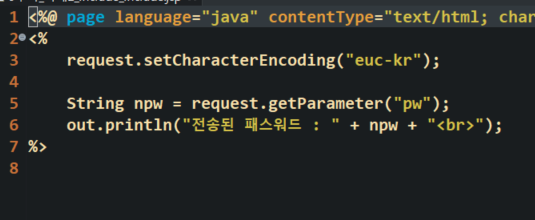 1 <%@ page language="java" contentType="text/html; char
2 <%
3 request.setCharacterEncoding("euc-kr");
4
5 String npw = request.getParameter("pw");
6 out.println("전송된 패스워드 : " + npw + "<br>");
7 %>
8